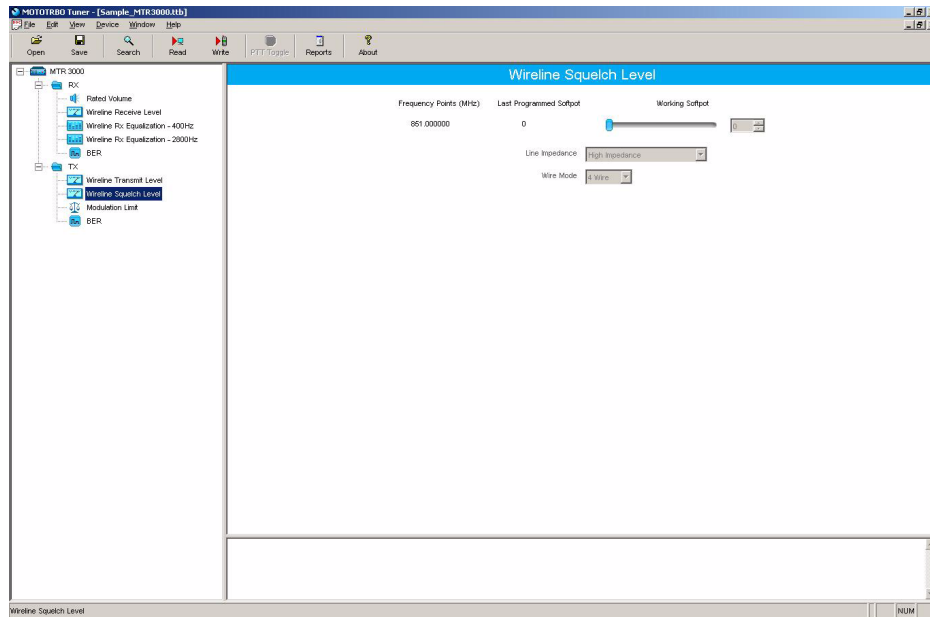 MOTOTRBO Tuner - [Sample_MTR3000.ttb]
File Edit View Device Window Help
Open Save Search Read Write PTT Toggle Reports About
MTR 3000
RX
Rated Volume
Wireline Receive Level
Wireline Rx Equalization - 400Hz
Wireline Rx Equalization - 2800Hz
BER
TX
Wireline Transmit Level
Wireline Squelch Level
Modulation Limit
BER
Wireline Squelch Level
Frequency Points (MHz) Last Programmed Softpot Working Softpot
851.000000 0 0
Line Impedance High Impedance
Wire Mode 4 Wire
Wireline Squelch Level NUM